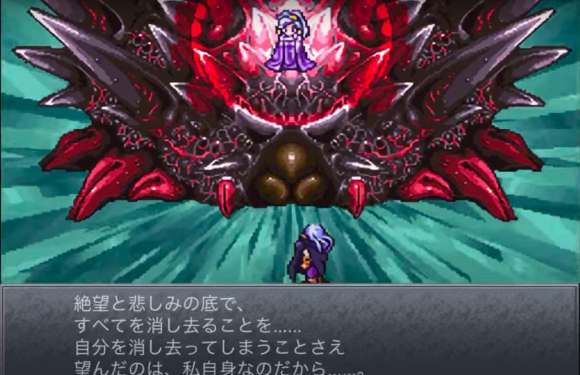 絶望と悲しみの底で、
すべてを消し去ることを……
自分を消し去ってしまうことさえ
望んだのは、私自身なのだから……。